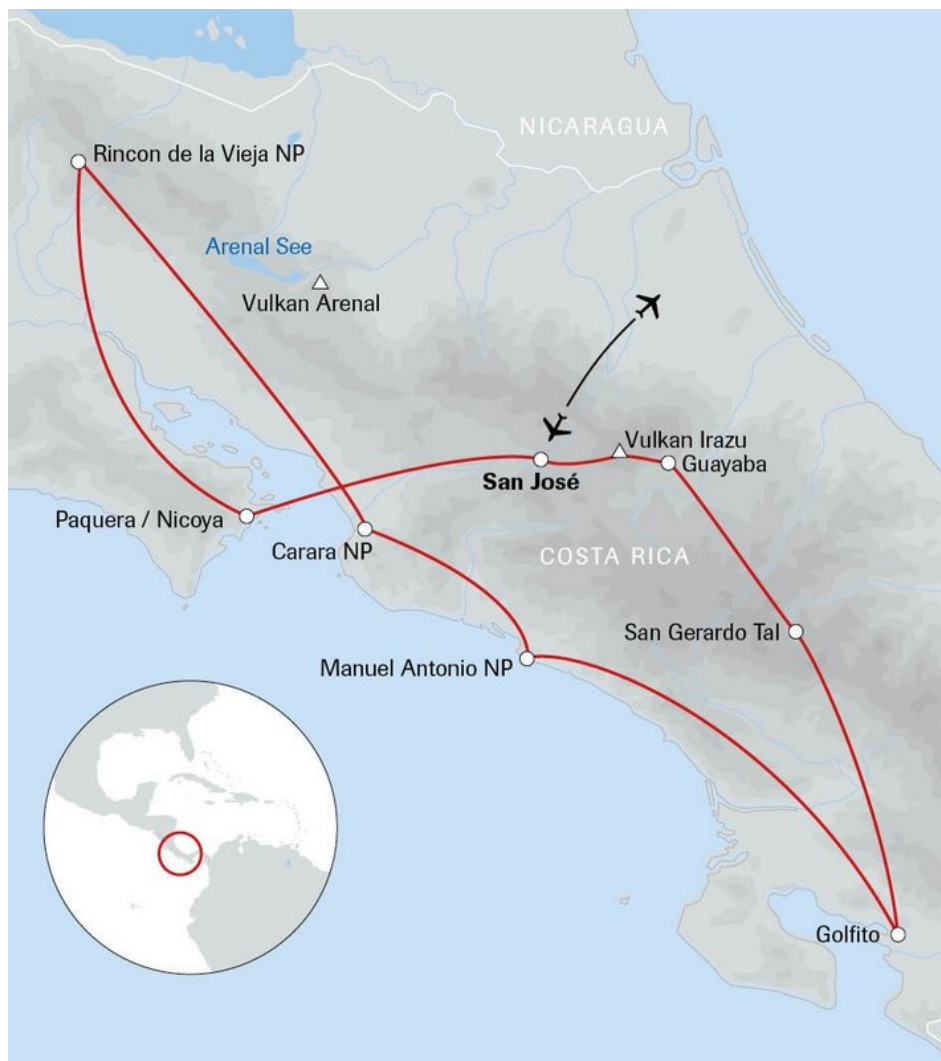 NICARAGUA
Rincon de la Vieja NP
Arenal See
Vulkan Arenal
Vulkan Irazu
Guayaba
San José
Paquera / Nicoya
Carara NP
COSTA RICA
San Gerardo Tal
Manuel Antonio NP
Golfito